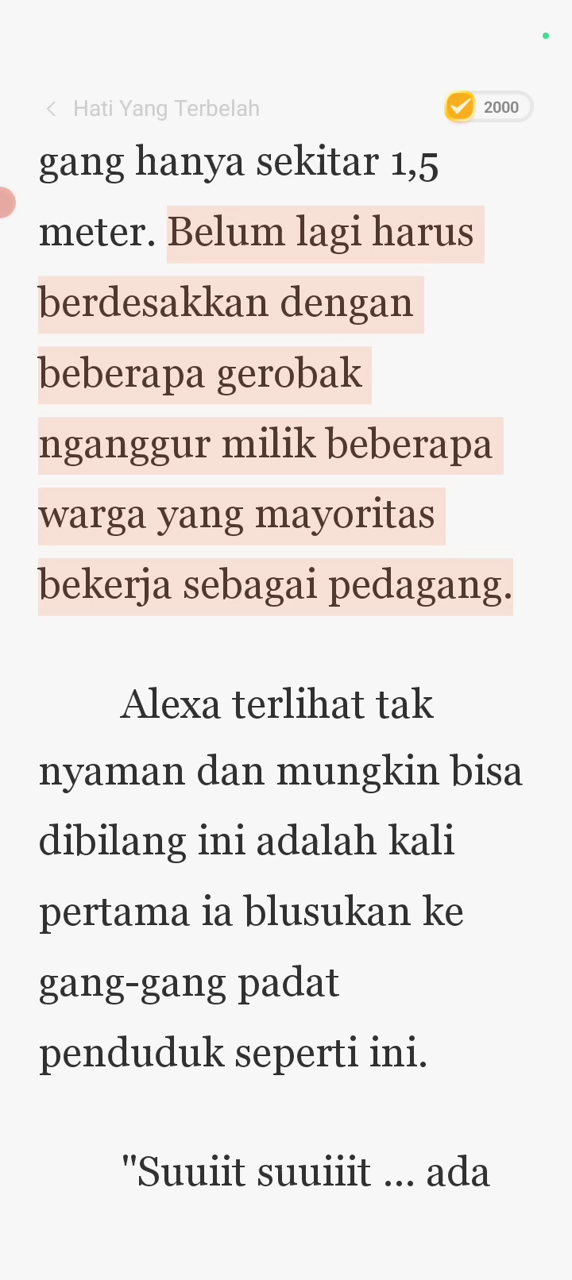 Hati Yang Terbelah
2000
gang hanya sekitar 1,5
meter. Belum lagi harus
berdesakkan dengan
beberapa gerobak
nganggur milik beberapa
warga yang mayoritas
bekerja sebagai pedagang.
Alexa terlihat tak
nyaman dan mungkin bisa
dibilang ini adalah kali
pertama ia blusukan ke
gang-gang padat
penduduk seperti ini.
"Suuiit suuiiit ... ada